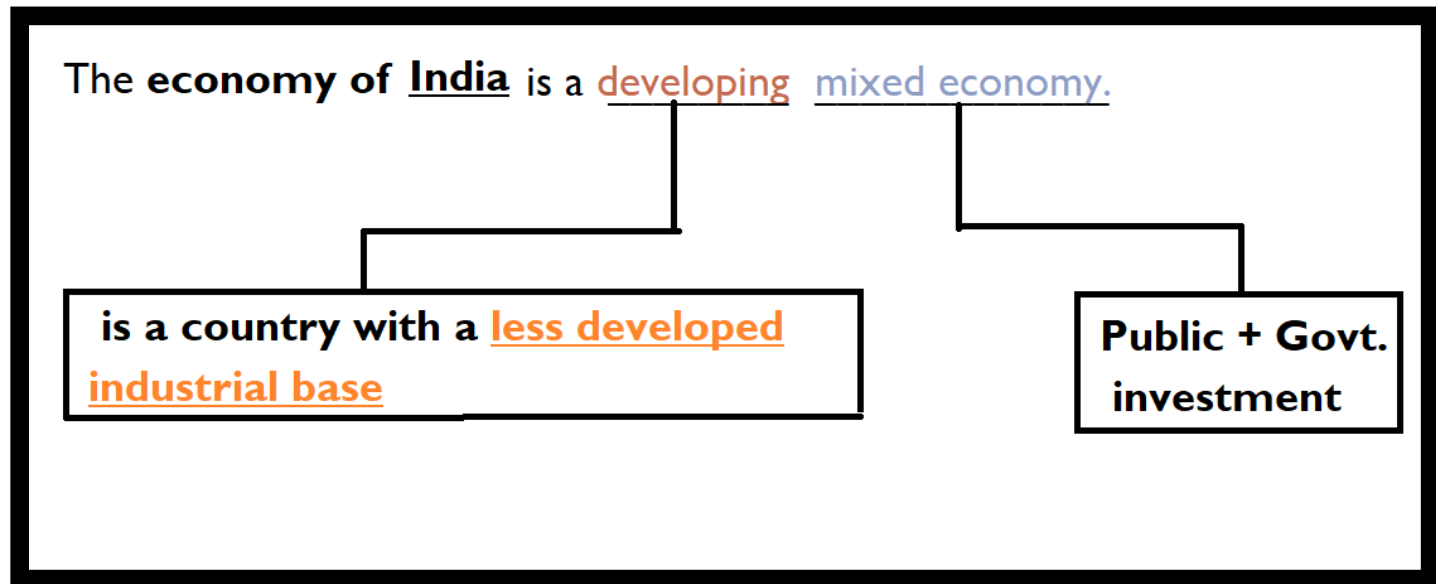 The economy of India is a developing mixed economy.
is a country with a less developed
industrial base
Public + Govt.
investment